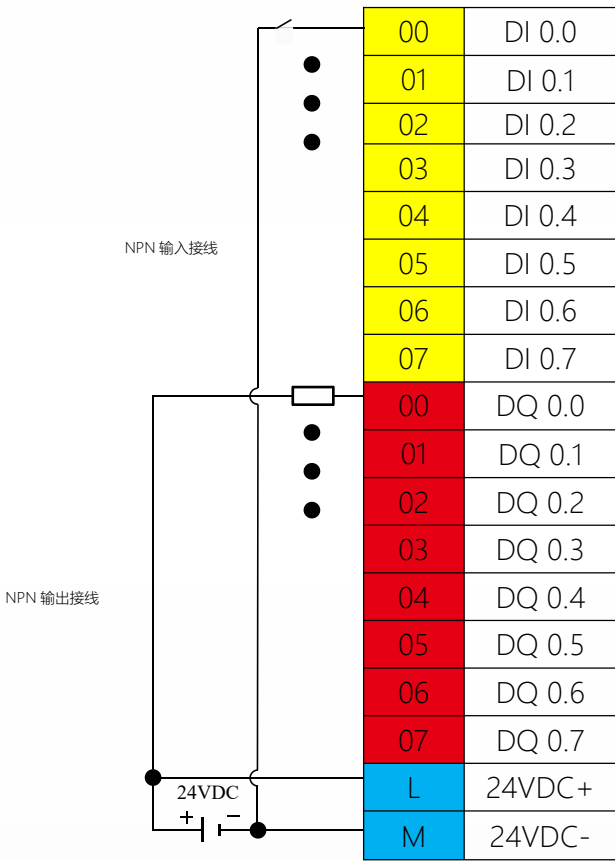 00 DI 0.0
01 DI 0.1
02 DI 0.2
03 DI 0.3
04 DI 0.4
NPN 输入接线
05 DI 0.5
06 DI 0.6
07 DI 0.7
00 DQ 0.0
01 DQ 0.1
02 DQ 0.2
03 DQ 0.3
NPN 输出接线
04 DQ 0.4
05 DQ 0.5
06 DQ 0.6
07 DQ 0.7
L 24VDC+
24VDC
+ −
M 24VDC-